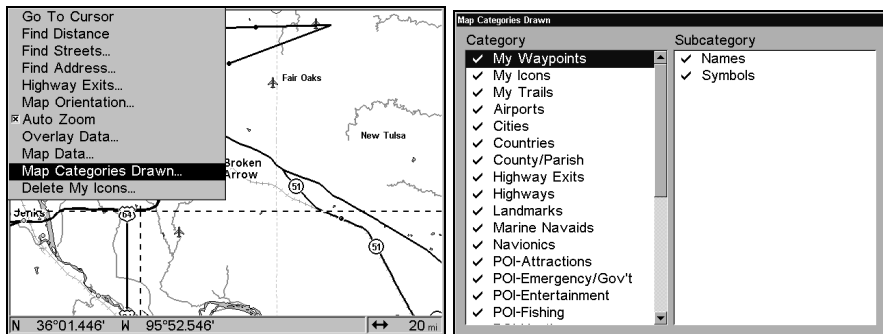 Go To Cursor
Find Distance
Find Streets...
Find Address...
Highway Exits...
Map Orientation...
Auto Zoom
Overlay Data...
Map Data...
Map Categories Drawn...
Delete My Icons...
Fair Oaks
New Tulsa
Broken
Arrow
51
Jenks
64
51
N 36°01.446' W 95°52.546'
20 mi
Map Categories Drawn
Category
My Waypoints
My Icons
My Trails
Airports
Cities
Countries
County/Parish
Highway Exits
Highways
Landmarks
Marine Navaids
Navionics
POI-Attractions
POI-Emergency/Gov't
POI-Entertainment
POI-Fishing
Subcategory
Names
Symbols